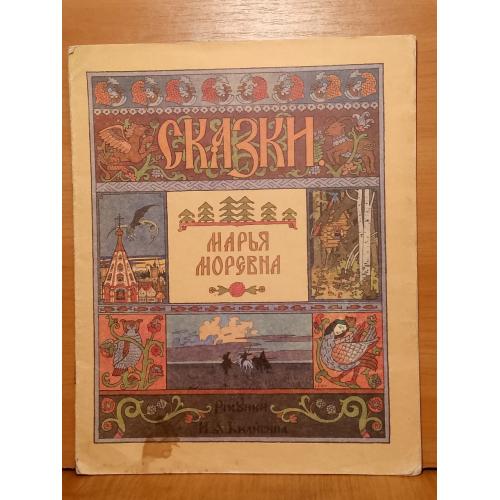 СКАЗКИ.
МАРЬЯ
МОРЕВНА
РИСУНКИ
И. Я. БИЛИБИНА